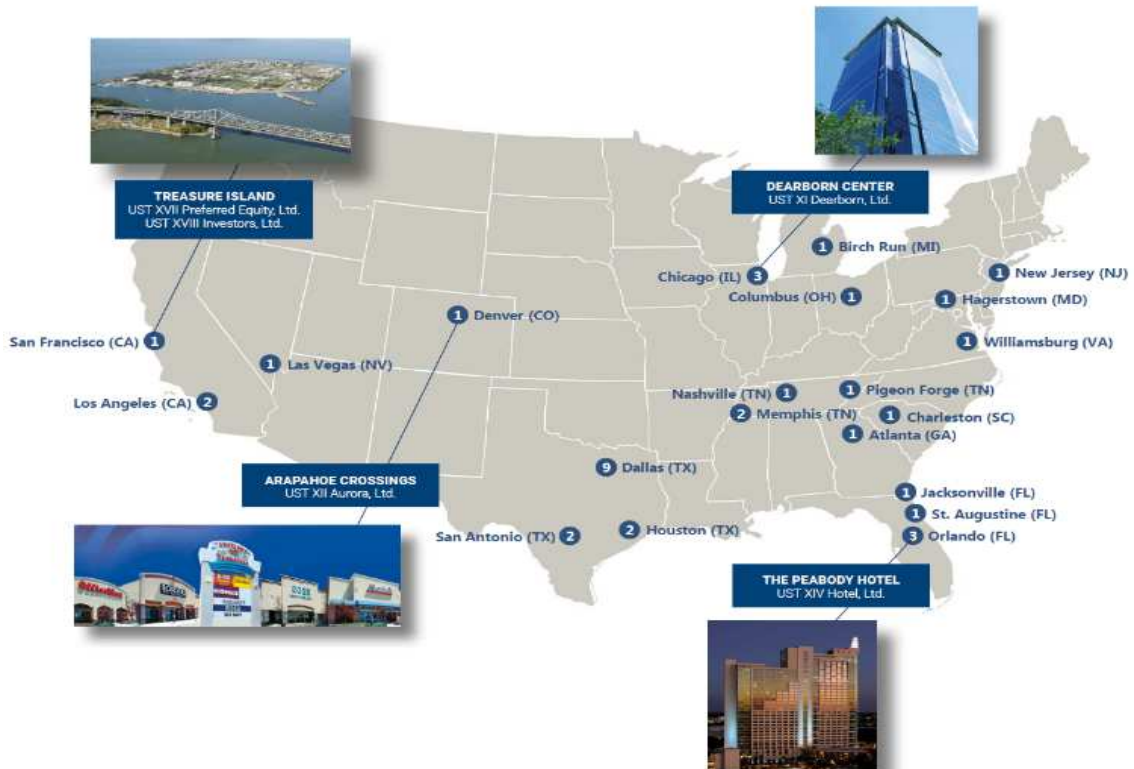 TREASURE ISLAND
UST XVII Preferred Equity, Ltd.
UST XVIII Investors, Ltd.
DEARBORN CENTER
UST XI Dearborn, Ltd.
1 Birch Run (MI)
Chicago (IL) 3
1 New Jersey (NJ)
Columbus (OH) 1
1 Hagerstown (MD)
1 Denver (CO)
San Francisco (CA) 1
1 Williamsburg (VA)
1 Las Vegas (NV)
Los Angeles (CA) 2
Nashville (TN) 1
1 Pigeon Forge (TN)
2 Memphis (TN)
1 Charleston (SC)
1 Atlanta (GA)
9 Dallas (TX)
ARAPAHOE CROSSINGS
UST XII Aurora, Ltd.
1 Jacksonville (FL)
1 St. Augustine (FL)
San Antonio (TX) 2
2 Houston (TX)
3 Orlando (FL)
THE PEABODY HOTEL
UST XIV Hotel, Ltd.